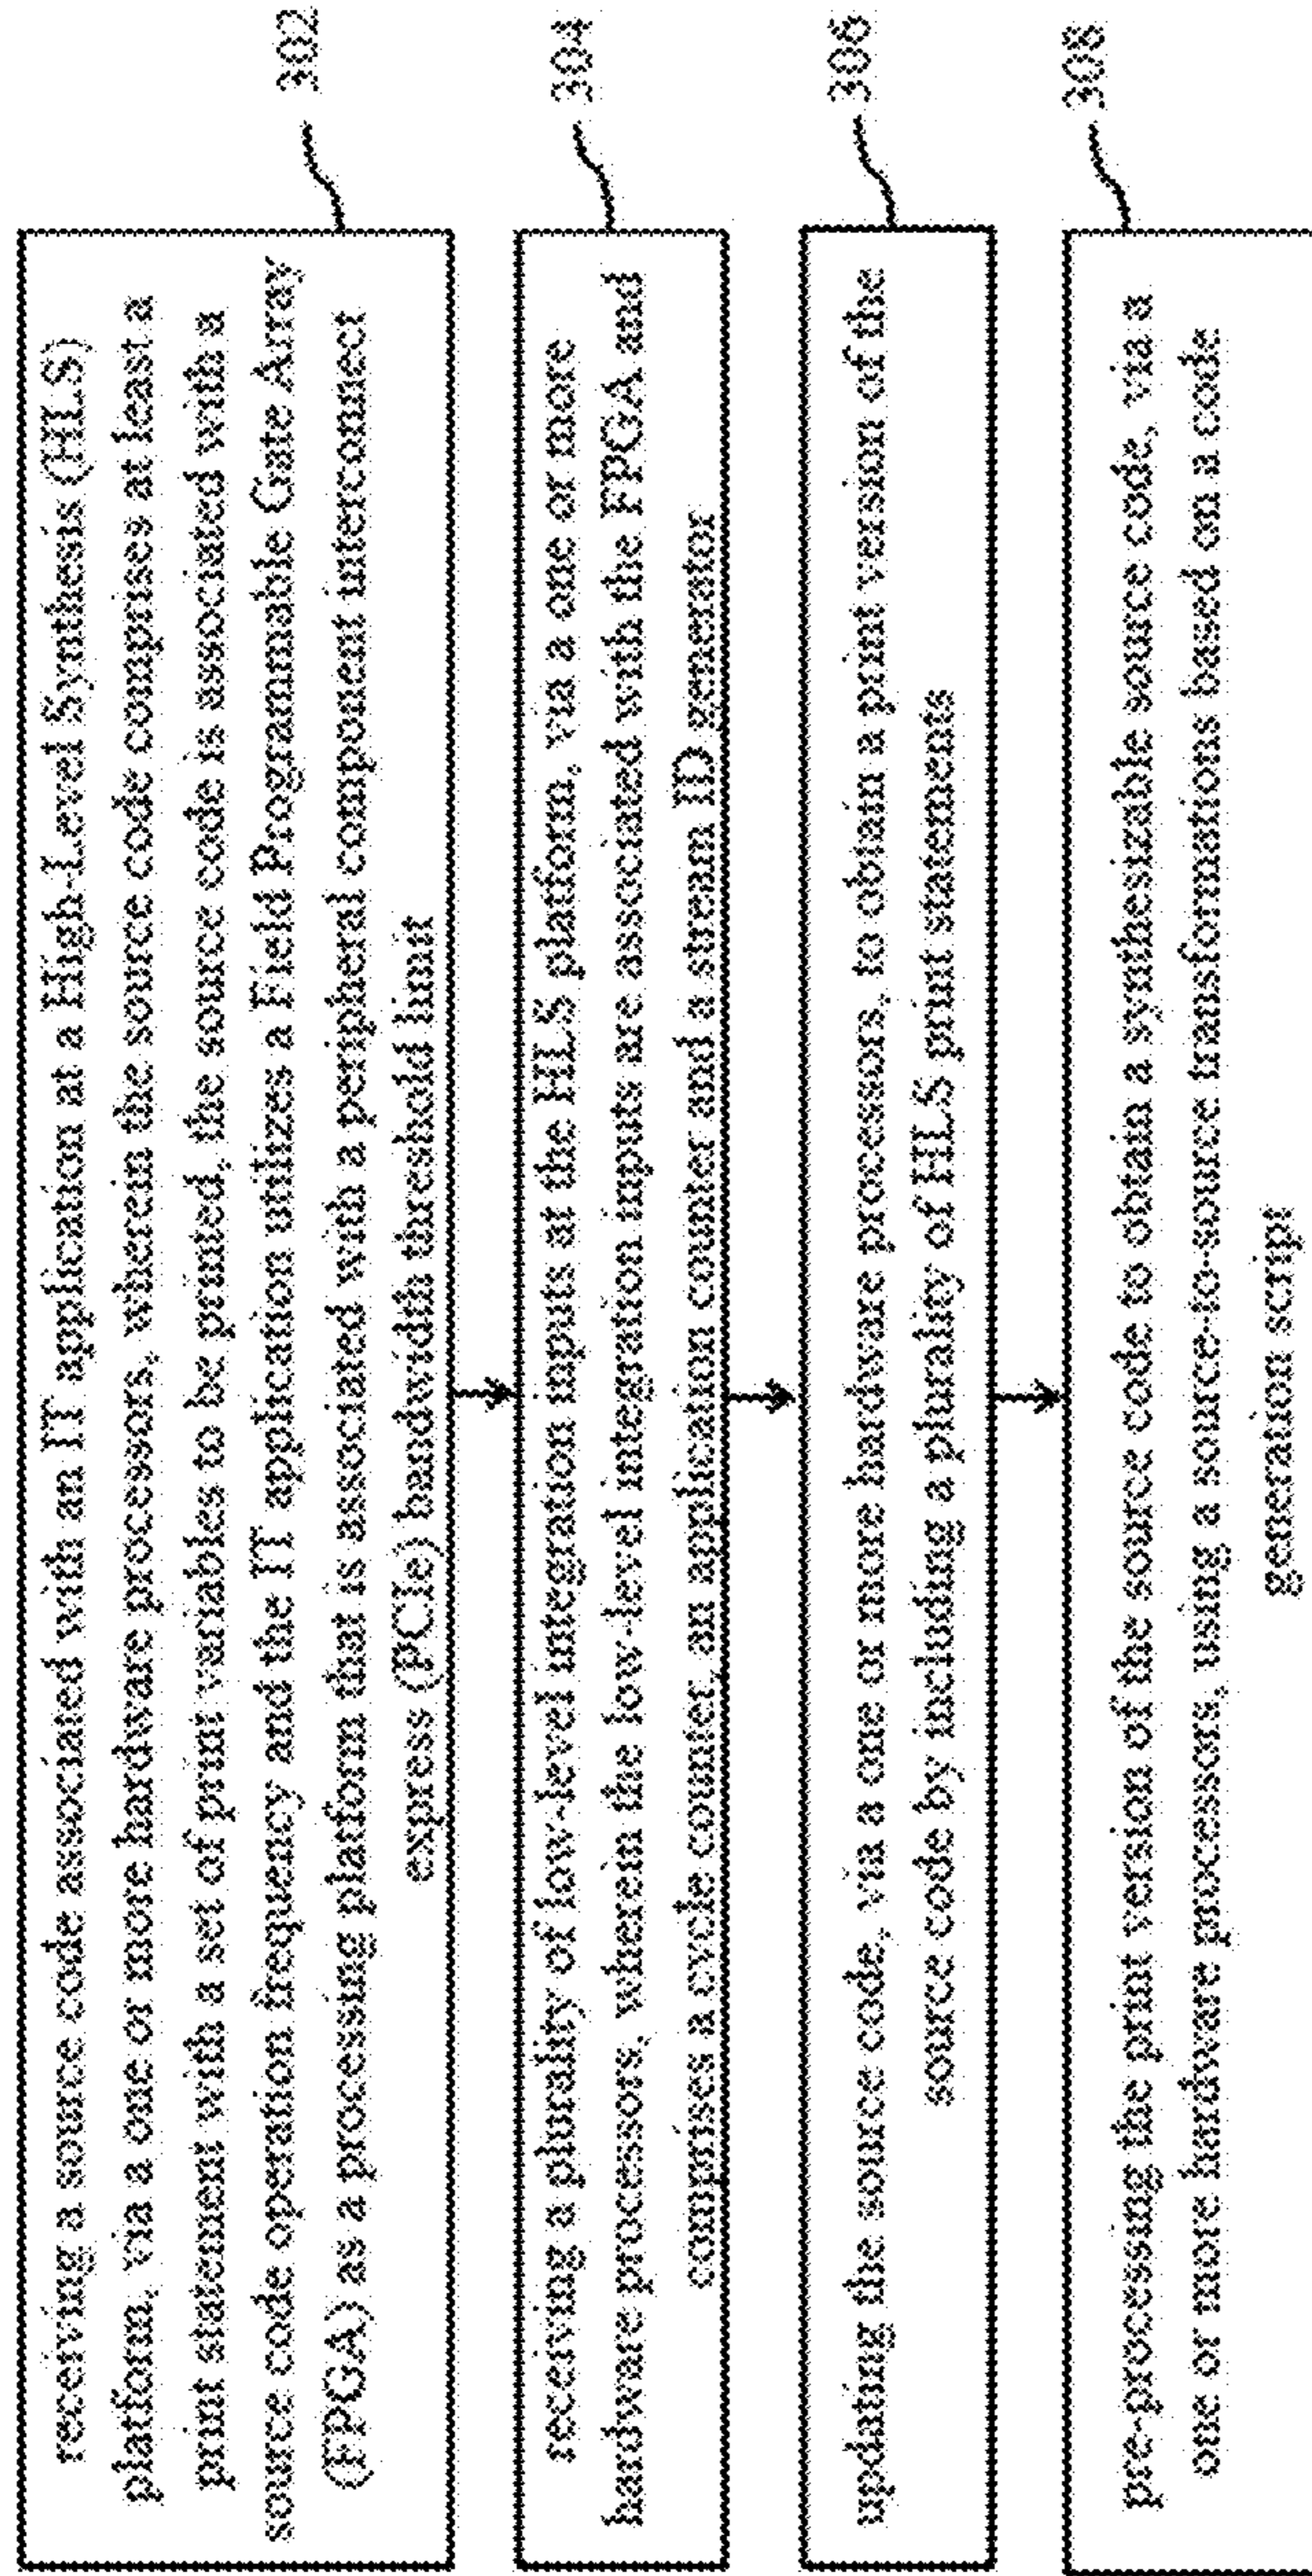 receiving a source code associated with an IT application at a High-Level Synthesis (HLS)
platform, via a one or more hardware processors, wherein the source code comprises at least a
print statement with a set of print variables to be printed, the source code is associated with a
source code operation frequency and the IT application utilizes a Field Programmable Gate Array
(FPGA) as a processing platform that is associated with a peripheral component interconnect
express (PCIe) bandwidth threshold limit
302
receiving a plurality of low-level integration inputs at the HLS platform, via a one or more
hardware processors, wherein the low-level integration inputs are associated with the FPGA and
comprises a cycle counter, an application counter and a stream ID generator
304
updating the source code, via a one or more hardware processors, to obtain a print version of the
source code by including a plurality of HLS print statements
306
pre-processing the print version of the source code to obtain a synthesizable source code, via a
one or more hardware processors, using a source-to-source transformations based on a code
generation script
308